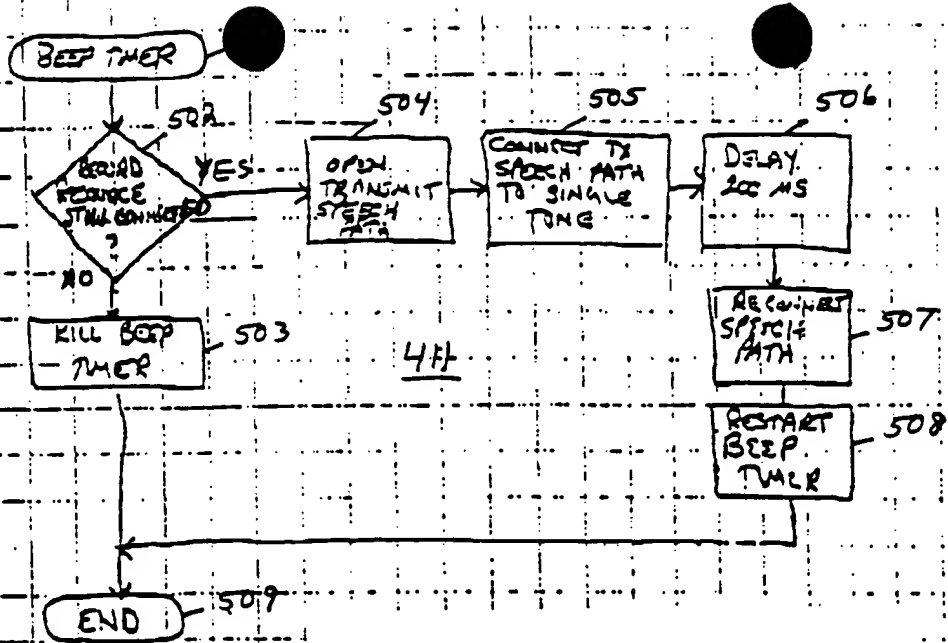 BEEP TIMER
502
RECORD
RESOURCE
STILL CONNECTED
?
YES
NO
504
OPEN
TRANSMIT
SPEECH
PATH
505
CONNECT TX
SPEECH PATH
TO SINGLE
TONE
506
DELAY
200 MS
RECONNECT
SPEECH
PATH
507
KILL BEEP
TIMER
503
4H
RESTART
BEEP
TIMER
508
END
509